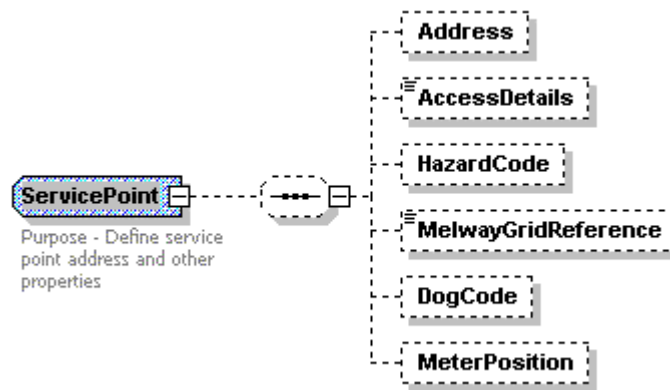 Address
AccessDetails
HazardCode
ServicePoint
Purpose - Define service
point address and other
properties
MelwayGridReference
DogCode
MeterPosition